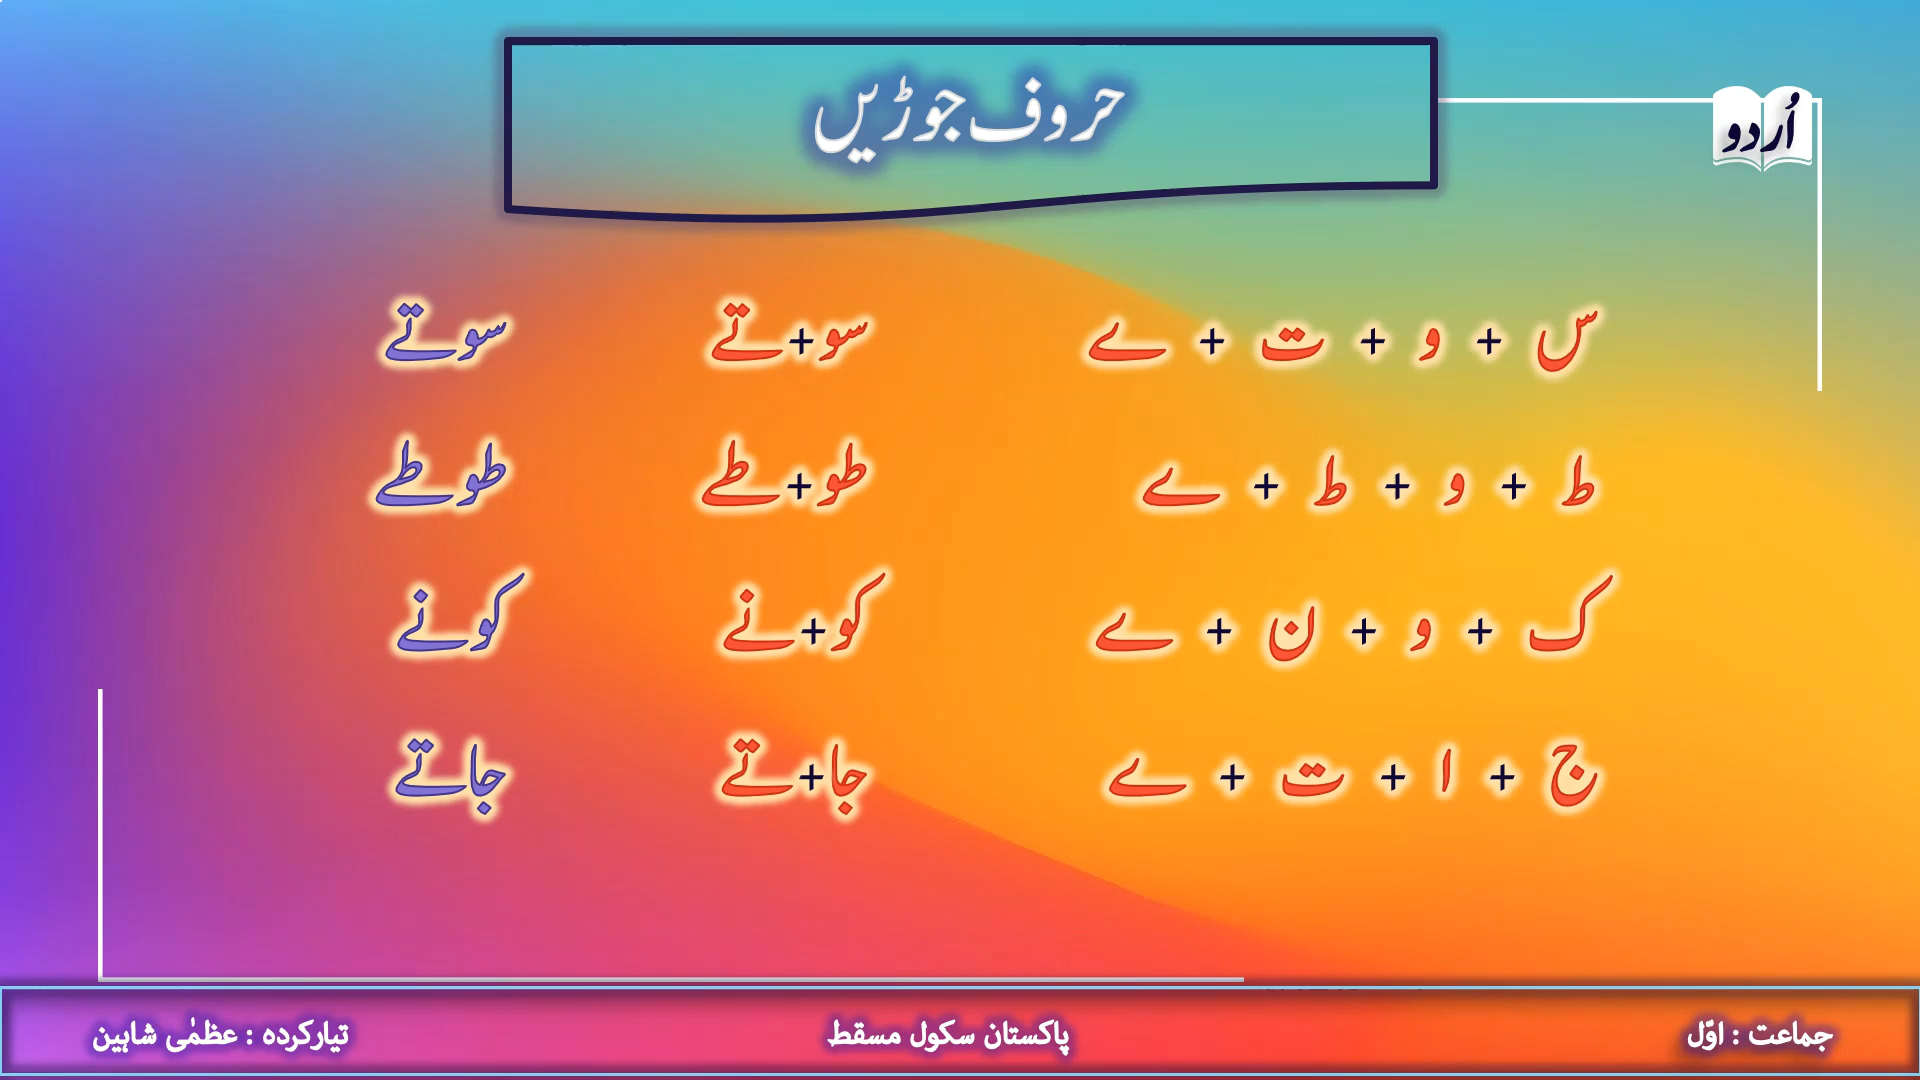 حروف جوڑیں
اُردو
س + و + ت + ے سو+تے سوتے
ط + و + ط + ے طو+طے طوطے
ک + و + ن + ے کو+نے کونے
ج + ا + ت + ے جا+تے جاتے
جماعت : اوّل پاکستان سکول مسقط تیارکردہ : عظمٰی شاہین